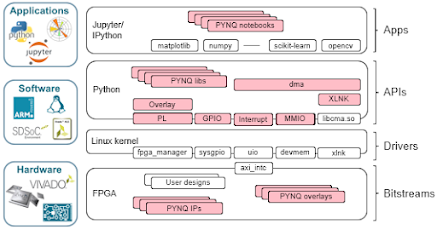 Applications
python
jupyter
Software
ARM
SDSoC
Hardware
VIVADO
Jupyter/
IPython
PYNQ notebooks
matplotlib
numpy
scikit-learn
opencv
Apps
Python
PYNQ libs
dma
Overlay
XLNK
PL
GPIO
Interrupt
MMIO
libcma.so
APIs
Linux kernel
fpga_manager
sysgpio
uio
devmem
xlnk
Drivers
FPGA
axi_intc
User designs
PYNQ overlays
PYNQ IPs
Bitstreams